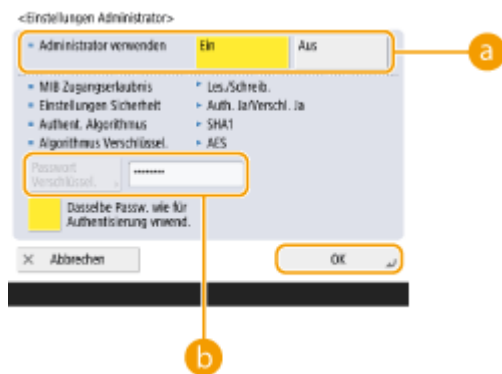 <Einstellungen Administrator>
Administrator verwenden Ein Aus
a
MIB Zugangserlaubnis Les./Schreib.
Einstellungen Sicherheit Auth. Ja/Verschl. Ja
Authent. Algorithmus SHA1
Algorithmus Verschlüssel. AES
Passwort
Verschlüssel. ********
Dasselbe Passw. wie für
Authentisierung vrwend.
Abbrechen OK
b